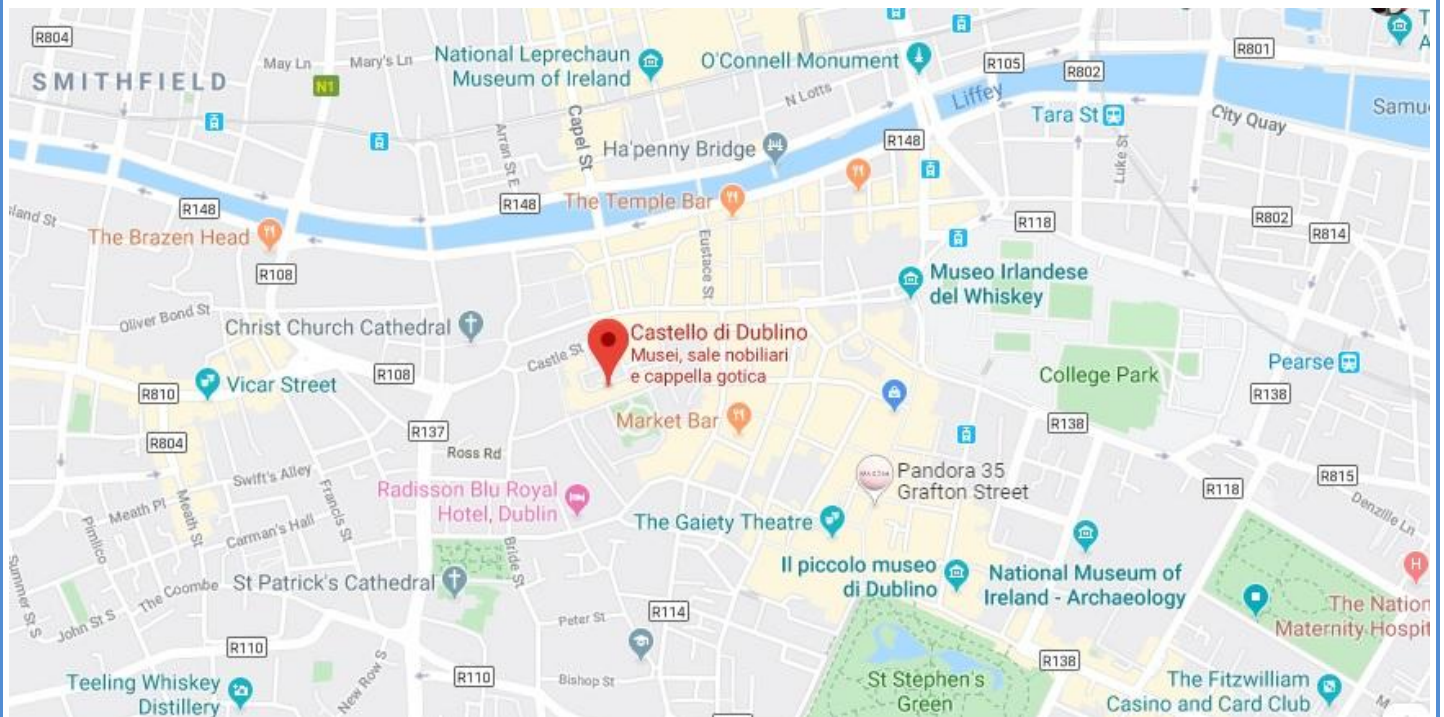 R804
SMITHFIELD
May Ln
Mary's Ln
N1
National Leprechaun
Museum of Ireland
O'Connell Monument
R105
R802
R801
N Lotts
Liffey
Tara St
City Quay
Capel St
Arran St E
Ha'penny Bridge
R148
Luke St
R148
R148
The Temple Bar
The Brazen Head
R118
R802
R814
R108
Eustace St
Museo Irlandese
del Whiskey
Oliver Bond St
Christ Church Cathedral
Castle St
Castello di Dublino
Musei, sale nobiliari
e cappella gotica
R108
Vicar Street
R810
College Park
Pearse
R138
Market Bar
R138
R137
R804
Ross Rd
Swift's Alley
Pandora 35
Grafton Street
R118
R815
Denzille Ln
Radisson Blu Royal
Hotel, Dublin
The Gaiety Theatre
Meath Pl
Meath St
Francis St
Carman's Hall
Pimlico
Bride St
Il piccolo museo
di Dublino
National Museum of
Ireland - Archaeology
H
Summer St S
The Coombe
St Patrick's Cathedral
John St S
Peter St
R114
The Nation
Maternity Hospit
R110
R138
Teeling Whiskey
Distillery
New Row S
R110
Bishop St
St Stephen's
Green
The Fitzwilliam
Casino and Card Club